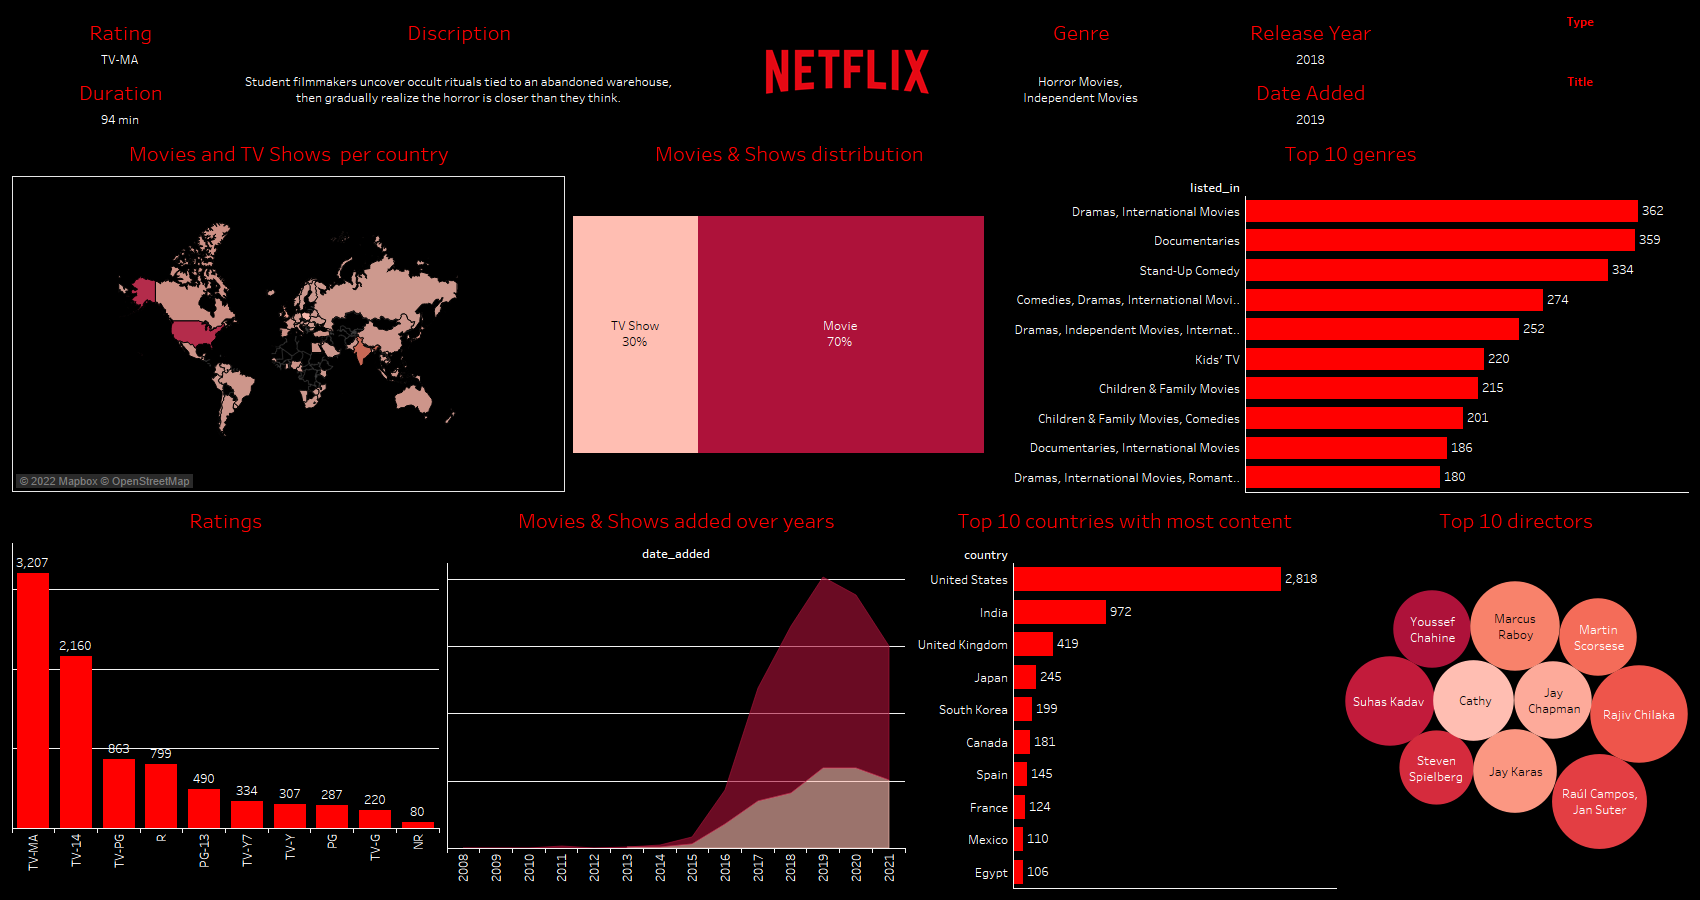 Rating
TV-MA
Duration
94 min
Discription
Student filmmakers uncover occult rituals tied to an abandoned warehouse,
then gradually realize the horror is closer than they think.
NETFLIX
Genre
Horror Movies,
Independent Movies
Release Year
2018
Date Added
2019
Type
Title
Movies and TV Shows  per country
© 2022 Mapbox © OpenStreetMap
Movies & Shows distribution
TV Show
30%
Movie
70%
Top 10 genres
listed_in
Dramas, International Movies 362
Documentaries 359
Stand-Up Comedy 334
Comedies, Dramas, International Movi.. 274
Dramas, Independent Movies, Internat.. 252
Kids' TV 220
Children & Family Movies 215
Children & Family Movies, Comedies 201
Documentaries, International Movies 186
Dramas, International Movies, Romant.. 180
Ratings
3,207
2,160
863
799
490
334
307
287
220
80
TV-MA
TV-14
TV-PG
R
PG-13
TV-Y7
TV-Y
PG
TV-G
NR
Movies & Shows added over years
date_added
2008
2009
2010
2011
2012
2013
2014
2015
2016
2017
2018
2019
2020
2021
Top 10 countries with most content
country
United States 2,818
India 972
United Kingdom 419
Japan 245
South Korea 199
Canada 181
Spain 145
France 124
Mexico 110
Egypt 106
Top 10 directors
Youssef
Chahine
Marcus
Raboy
Martin
Scorsese
Suhas Kadav
Cathy
Jay
Chapman
Rajiv Chilaka
Steven
Spielberg
Jay Karas
Raúl Campos,
Jan Suter